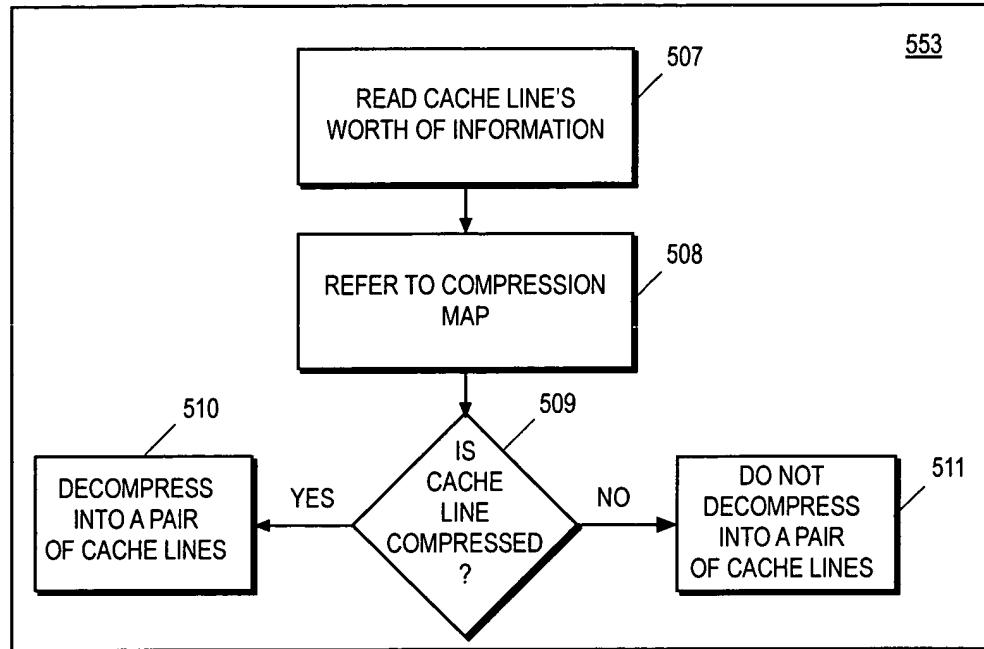 553
507
READ CACHE LINE'S
WORTH OF INFORMATION
508
REFER TO COMPRESSION
MAP
509
IS
CACHE
LINE
COMPRESSED
?
510
YES
DECOMPRESS
INTO A PAIR
OF CACHE LINES
NO
511
DO NOT
DECOMPRESS
INTO A PAIR
OF CACHE LINES